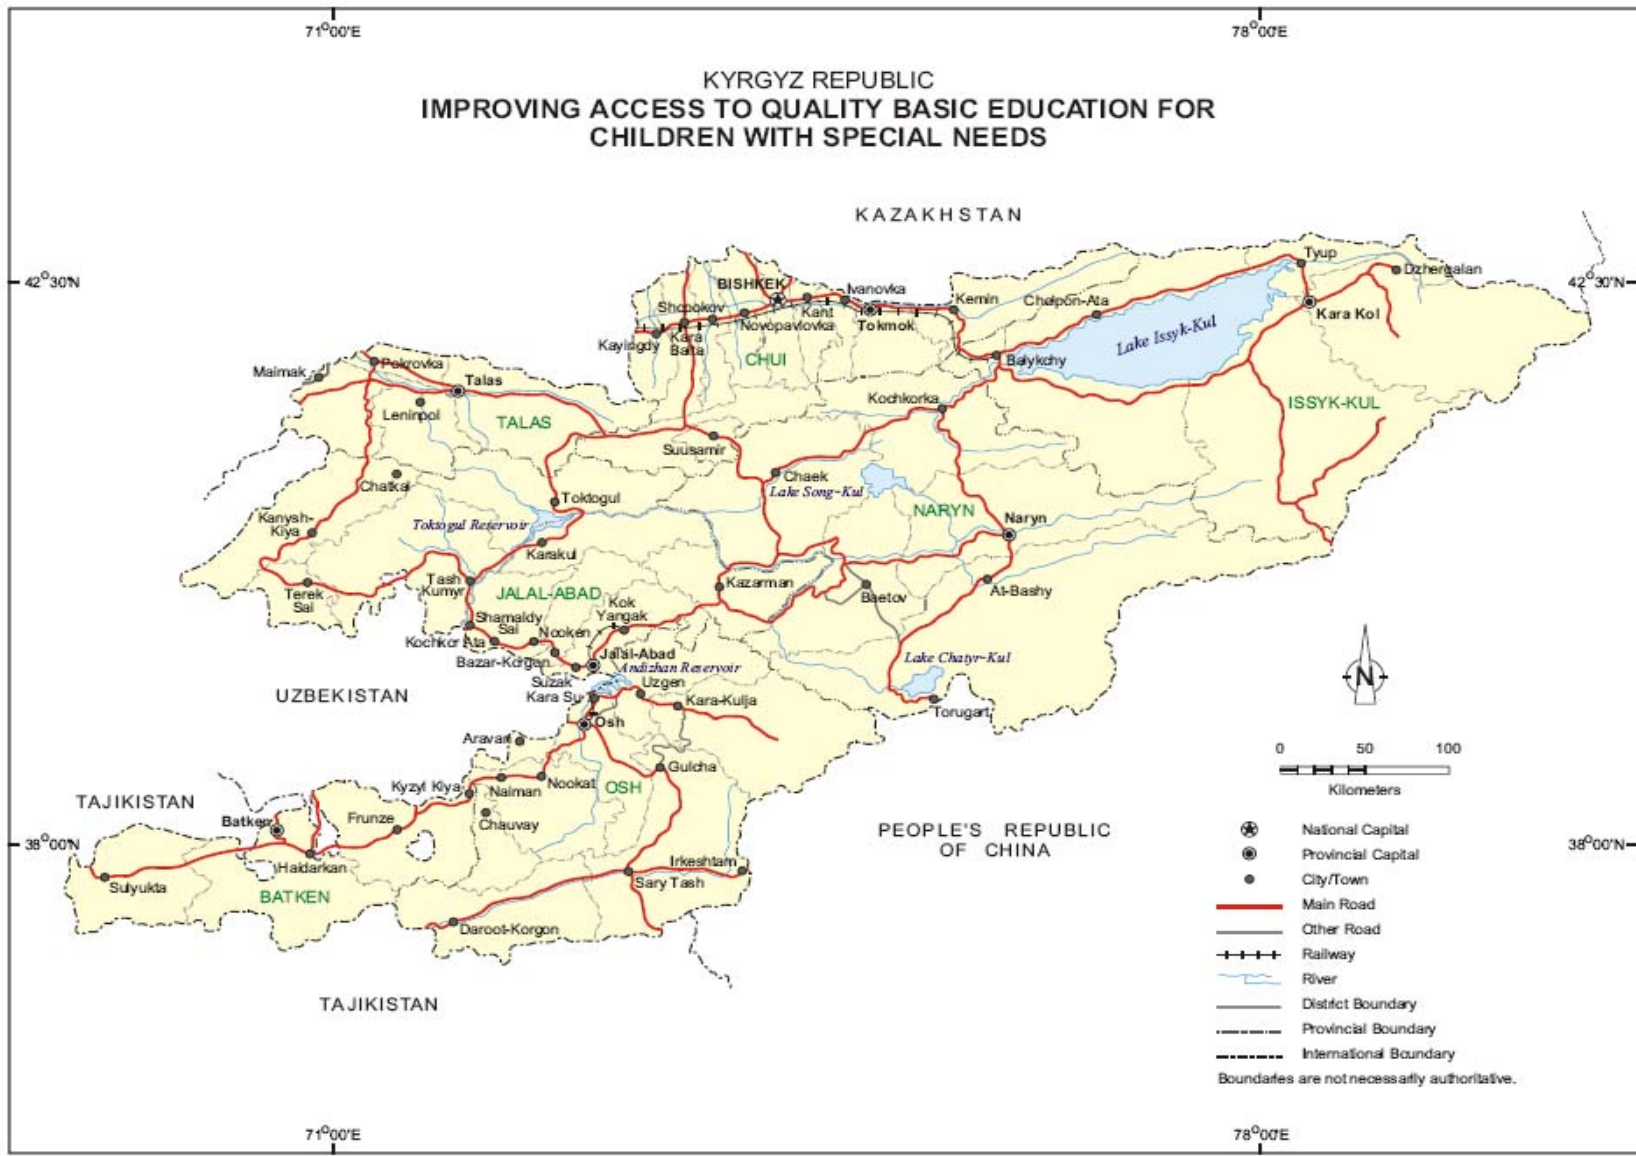 71°00'E
78°00'E
KYRGYZ REPUBLIC
IMPROVING ACCESS TO QUALITY BASIC EDUCATION FOR
CHILDREN WITH SPECIAL NEEDS
KAZAKHSTAN
42°30'N
42°30'N
Tyup
Dzhergalan
BISHKEK
Ivanovka
Kemin
Chelpon-Ata
Shopokov
Kant
Kara Kol
Novopavlovka
Tokmok
Kayingdy
Kara
Balta
CHUI
Lake Issyk-Kul
Balykchy
Maimak
Pokrovka
Talas
Leninpol
TALAS
Kochkorka
ISSYK-KUL
Suusamir
Chatkal
Chaek
Lake Song-Kul
Toktogul
Kanysh-
Kiya
Toktogul Reservoir
NARYN
Naryn
Karakul
Tash
Kumyr
Terek
Sai
JALAL-ABAD
Kazarman
Baetov
At-Bashy
Kok
Yangak
Shamaldy
Sai
Kochkor Ata
Nooken
Bazar-Korgon
Jalal-Abad
Andizhan Reservoir
Lake Chatyr-Kul
N
UZBEKISTAN
Suzak
Kara Su
Uzgen
Kara-Kulja
Torugart
Osh
Aravan
0 50 100
Kilometers
Gulcha
TAJIKISTAN
Kyzyl Kiya
Naiman
Nookat
OSH
Batken
Frunze
Chauvay
PEOPLE'S REPUBLIC
OF CHINA
38°00'N
38°00'N
Haidarkan
Irkeshtam
Sulyukta
Sary Tash
BATKEN
Daroot-Korgon
TAJIKISTAN
National Capital
Provincial Capital
City/Town
Main Road
Other Road
Railway
River
District Boundary
Provincial Boundary
International Boundary
Boundaries are not necessarily authoritative.
71°00'E
78°00'E